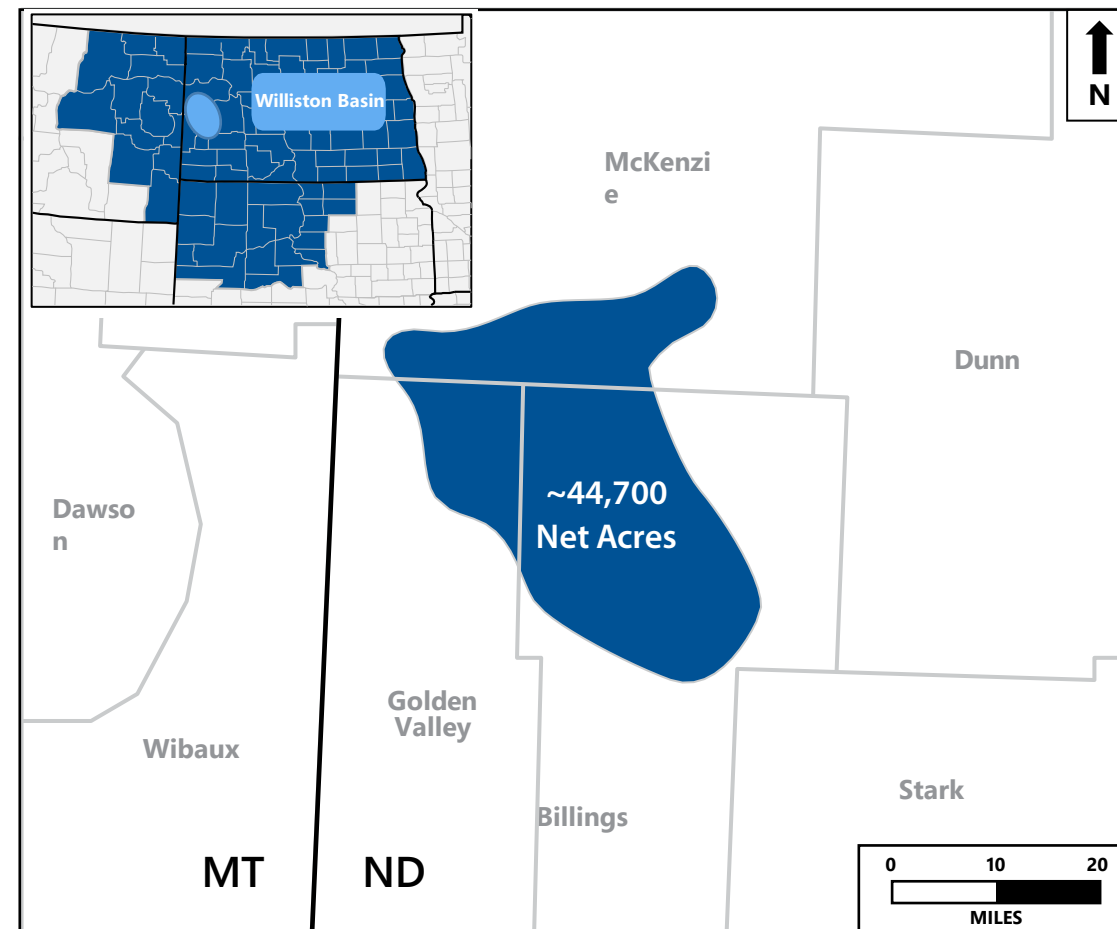 Williston Basin
N
McKenzi
e
Dunn
~44,700
Net Acres
Dawso
n
Golden
Valley
Wibaux
Stark
Billings
MT
ND
0 10 20
MILES